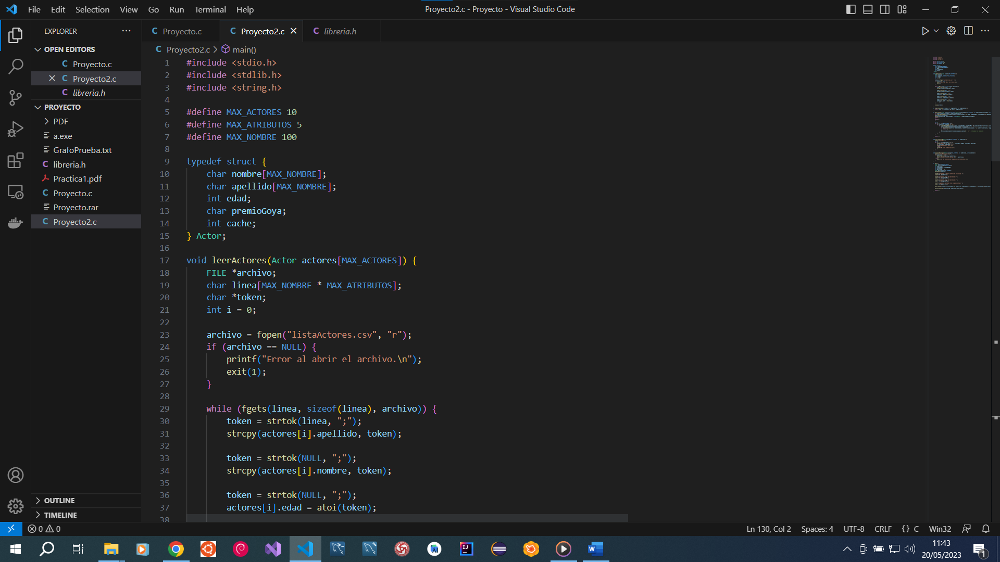 File Edit Selection View Go Run Terminal Help
Proyecto2.c - Proyecto - Visual Studio Code
EXPLORER
OPEN EDITORS
Proyecto.c
Proyecto2.c
libreria.h
PROYECTO
PDF
a.exe
GrafoPrueba.txt
libreria.h
Practica1.pdf
Proyecto.c
Proyecto.rar
Proyecto2.c
OUTLINE
TIMELINE
Proyecto.c Proyecto2.c libreria.h
Proyecto2.c > main()
1 #include <stdio.h>
2 #include <stdlib.h>
3 #include <string.h>
4
5 #define MAX_ACTORES 10
6 #define MAX_ATRIBUTOS 5
7 #define MAX_NOMBRE 100
8
9 typedef struct {
10 char nombre[MAX_NOMBRE];
11 char apellido[MAX_NOMBRE];
12 int edad;
13 char premioGoya;
14 int cache;
15 } Actor;
16
17 void leerActores(Actor actores[MAX_ACTORES]) {
18 FILE *archivo;
19 char linea[MAX_NOMBRE * MAX_ATRIBUTOS];
20 char *token;
21 int i = 0;
22
23 archivo = fopen("listaActores.csv", "r");
24 if (archivo == NULL) {
25 printf("Error al abrir el archivo.\n");
26 exit(1);
27 }
28
29 while (fgets(linea, sizeof(linea), archivo)) {
30 token = strtok(linea, ";");
31 strcpy(actores[i].apellido, token);
32
33 token = strtok(NULL, ";");
34 strcpy(actores[i].nombre, token);
35
36 token = strtok(NULL, ";");
37 actores[i].edad = atoi(token);
38
0 0
Ln 130, Col 2 Spaces: 4 UTF-8 CRLF {} C Win32
11:43
20/05/2023
1